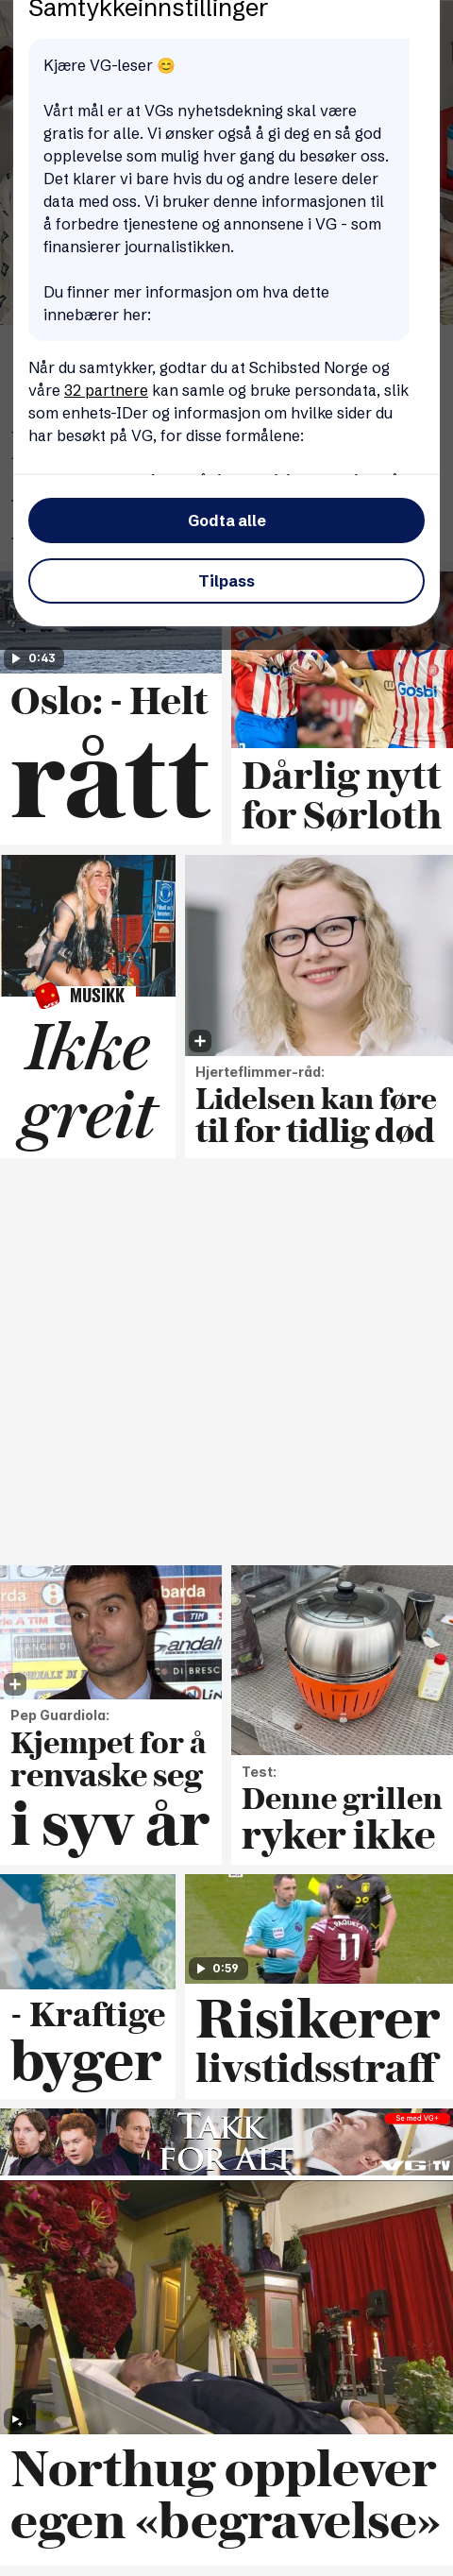 Samtykkeinnstillinger
Kjære VG-leser 😊
Vårt mål er at VGs nyhetsdekning skal være
gratis for alle. Vi ønsker også å gi deg en så god
opplevelse som mulig hver gang du besøker oss.
Det klarer vi bare hvis du og andre lesere deler
data med oss. Vi bruker denne informasjonen til
å forbedre tjenestene og annonsene i VG - som
finansierer journalistikken.
Du finner mer informasjon om hva dette
innebærer her:
Når du samtykker, godtar du at Schibsted Norge og
våre 32 partnere kan samle og bruke persondata, slik
som enhets-IDer og informasjon om hvilke sider du
har besøkt på VG, for disse formålene:
Godta alle
Tilpass
0:43
Gosbi
Oslo: - Helt
rått
Dårlig nytt
for Sørloth
MUSIKK
Ikke
greit
Hjerteflimmer-råd:
Lidelsen kan føre
til for tidlig død
Pep Guardiola:
Kjempet for å
renvaske seg
i syv år
Test:
Denne grillen
ryker ikke
L. PAQUETÁ
11
0:59
- Kraftige
byger
Risikerer
livstidsstraff
TAKK
FOR ALT
Se med VG+
VG TV
Northug opplever
egen «begravelse»